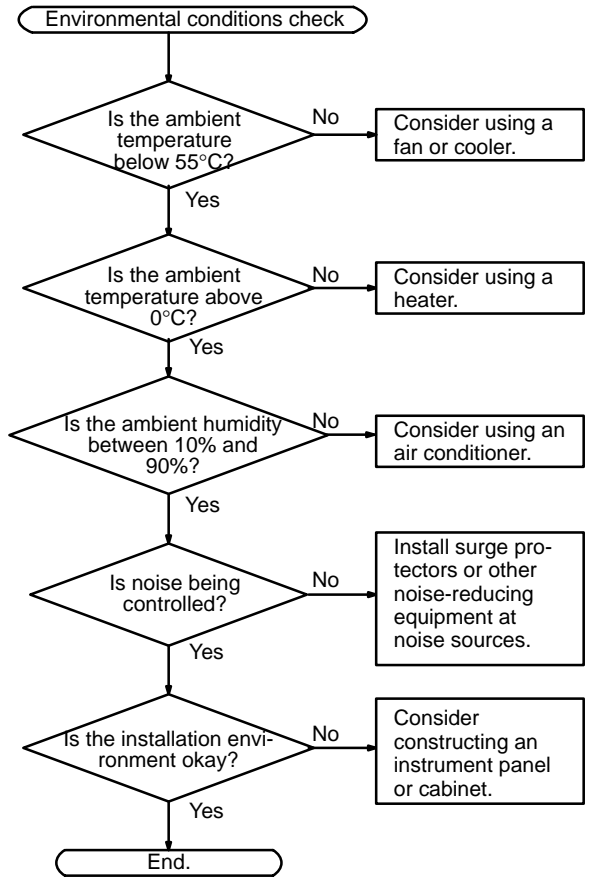 Environmental conditions check
Is the ambient
temperature
below 55°C?
No
Consider using a
fan or cooler.
Yes
Is the ambient
temperature above
0°C?
No
Consider using a
heater.
Yes
Is the ambient humidity
between 10% and
90%?
No
Consider using an
air conditioner.
Yes
Is noise being
controlled?
No
Install surge pro-
tectors or other
noise-reducing
equipment at
noise sources.
Yes
Is the installation envi-
ronment okay?
No
Consider
constructing an
instrument panel
or cabinet.
Yes
End.